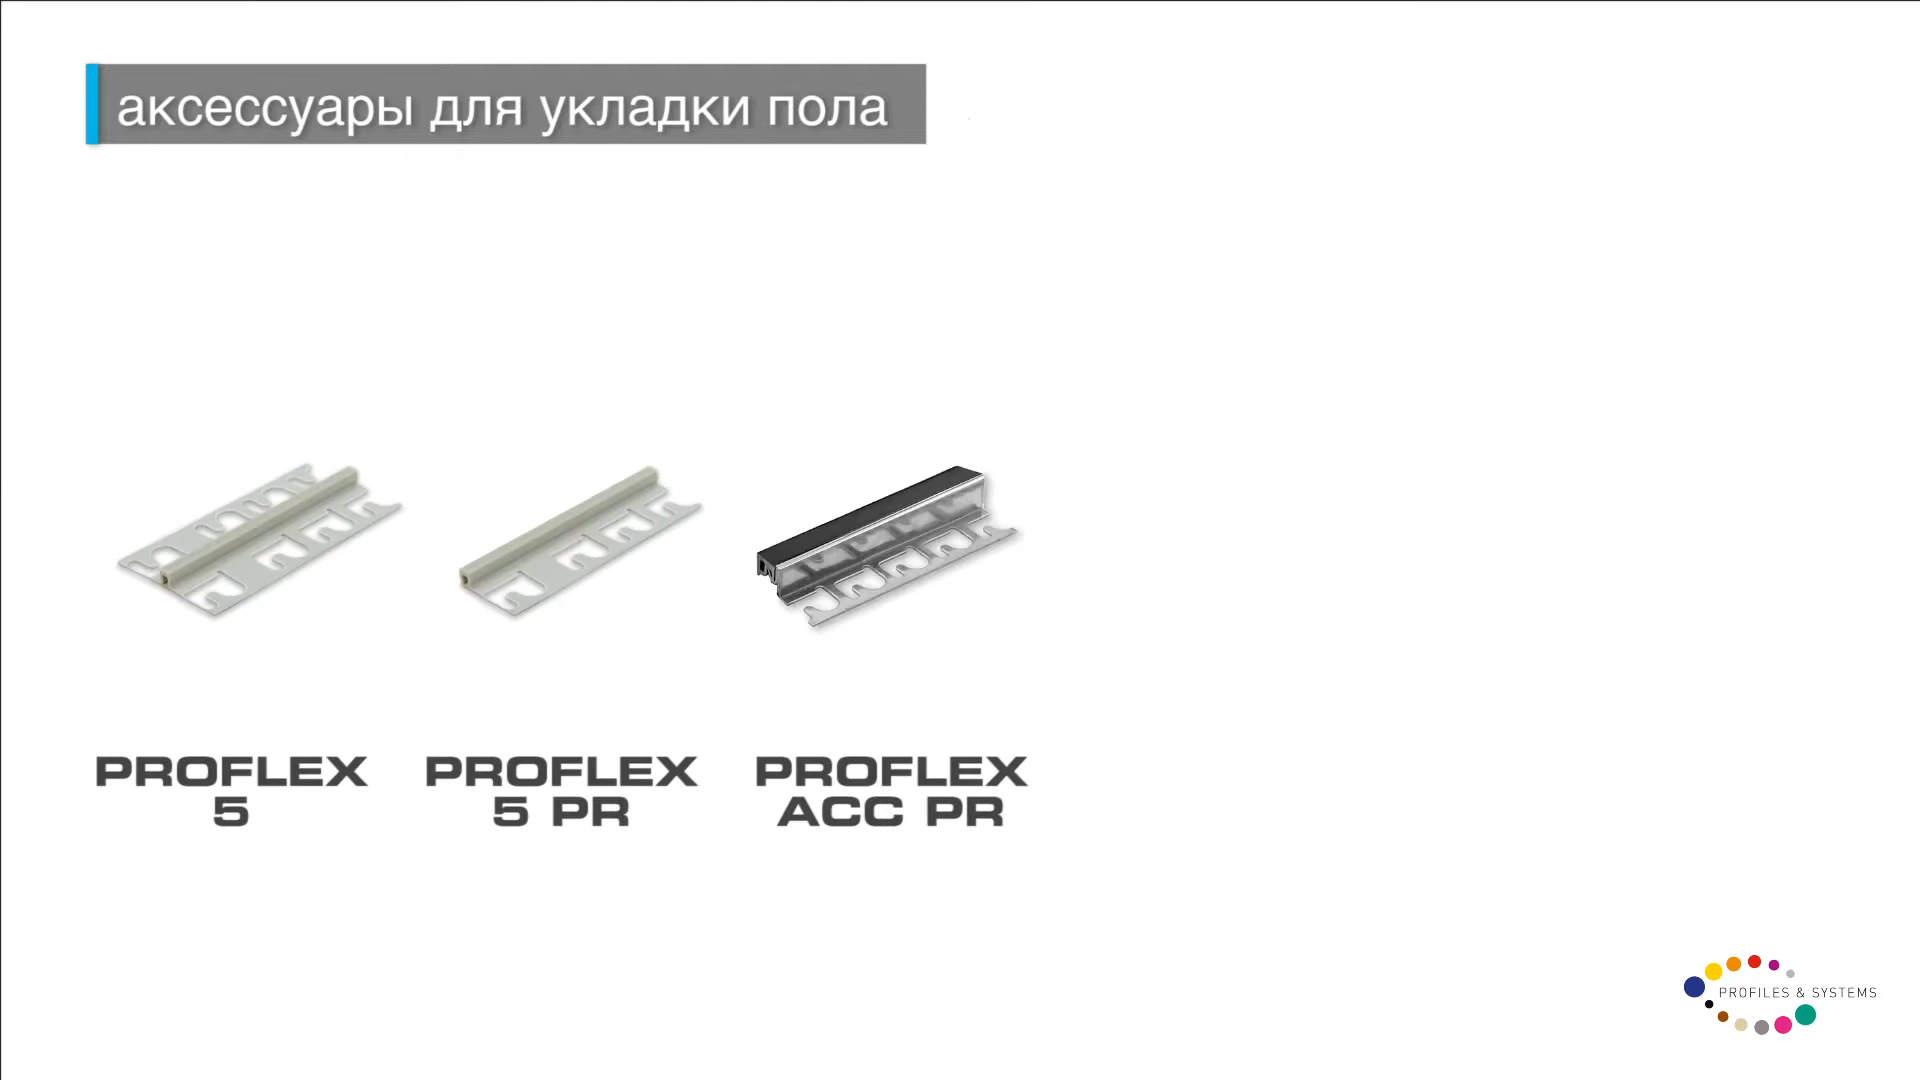 аксессуары для укладки пола
PROFLEX
5
PROFLEX
5 PR
PROFLEX
ACC PR
PROFILES & SYSTEMS